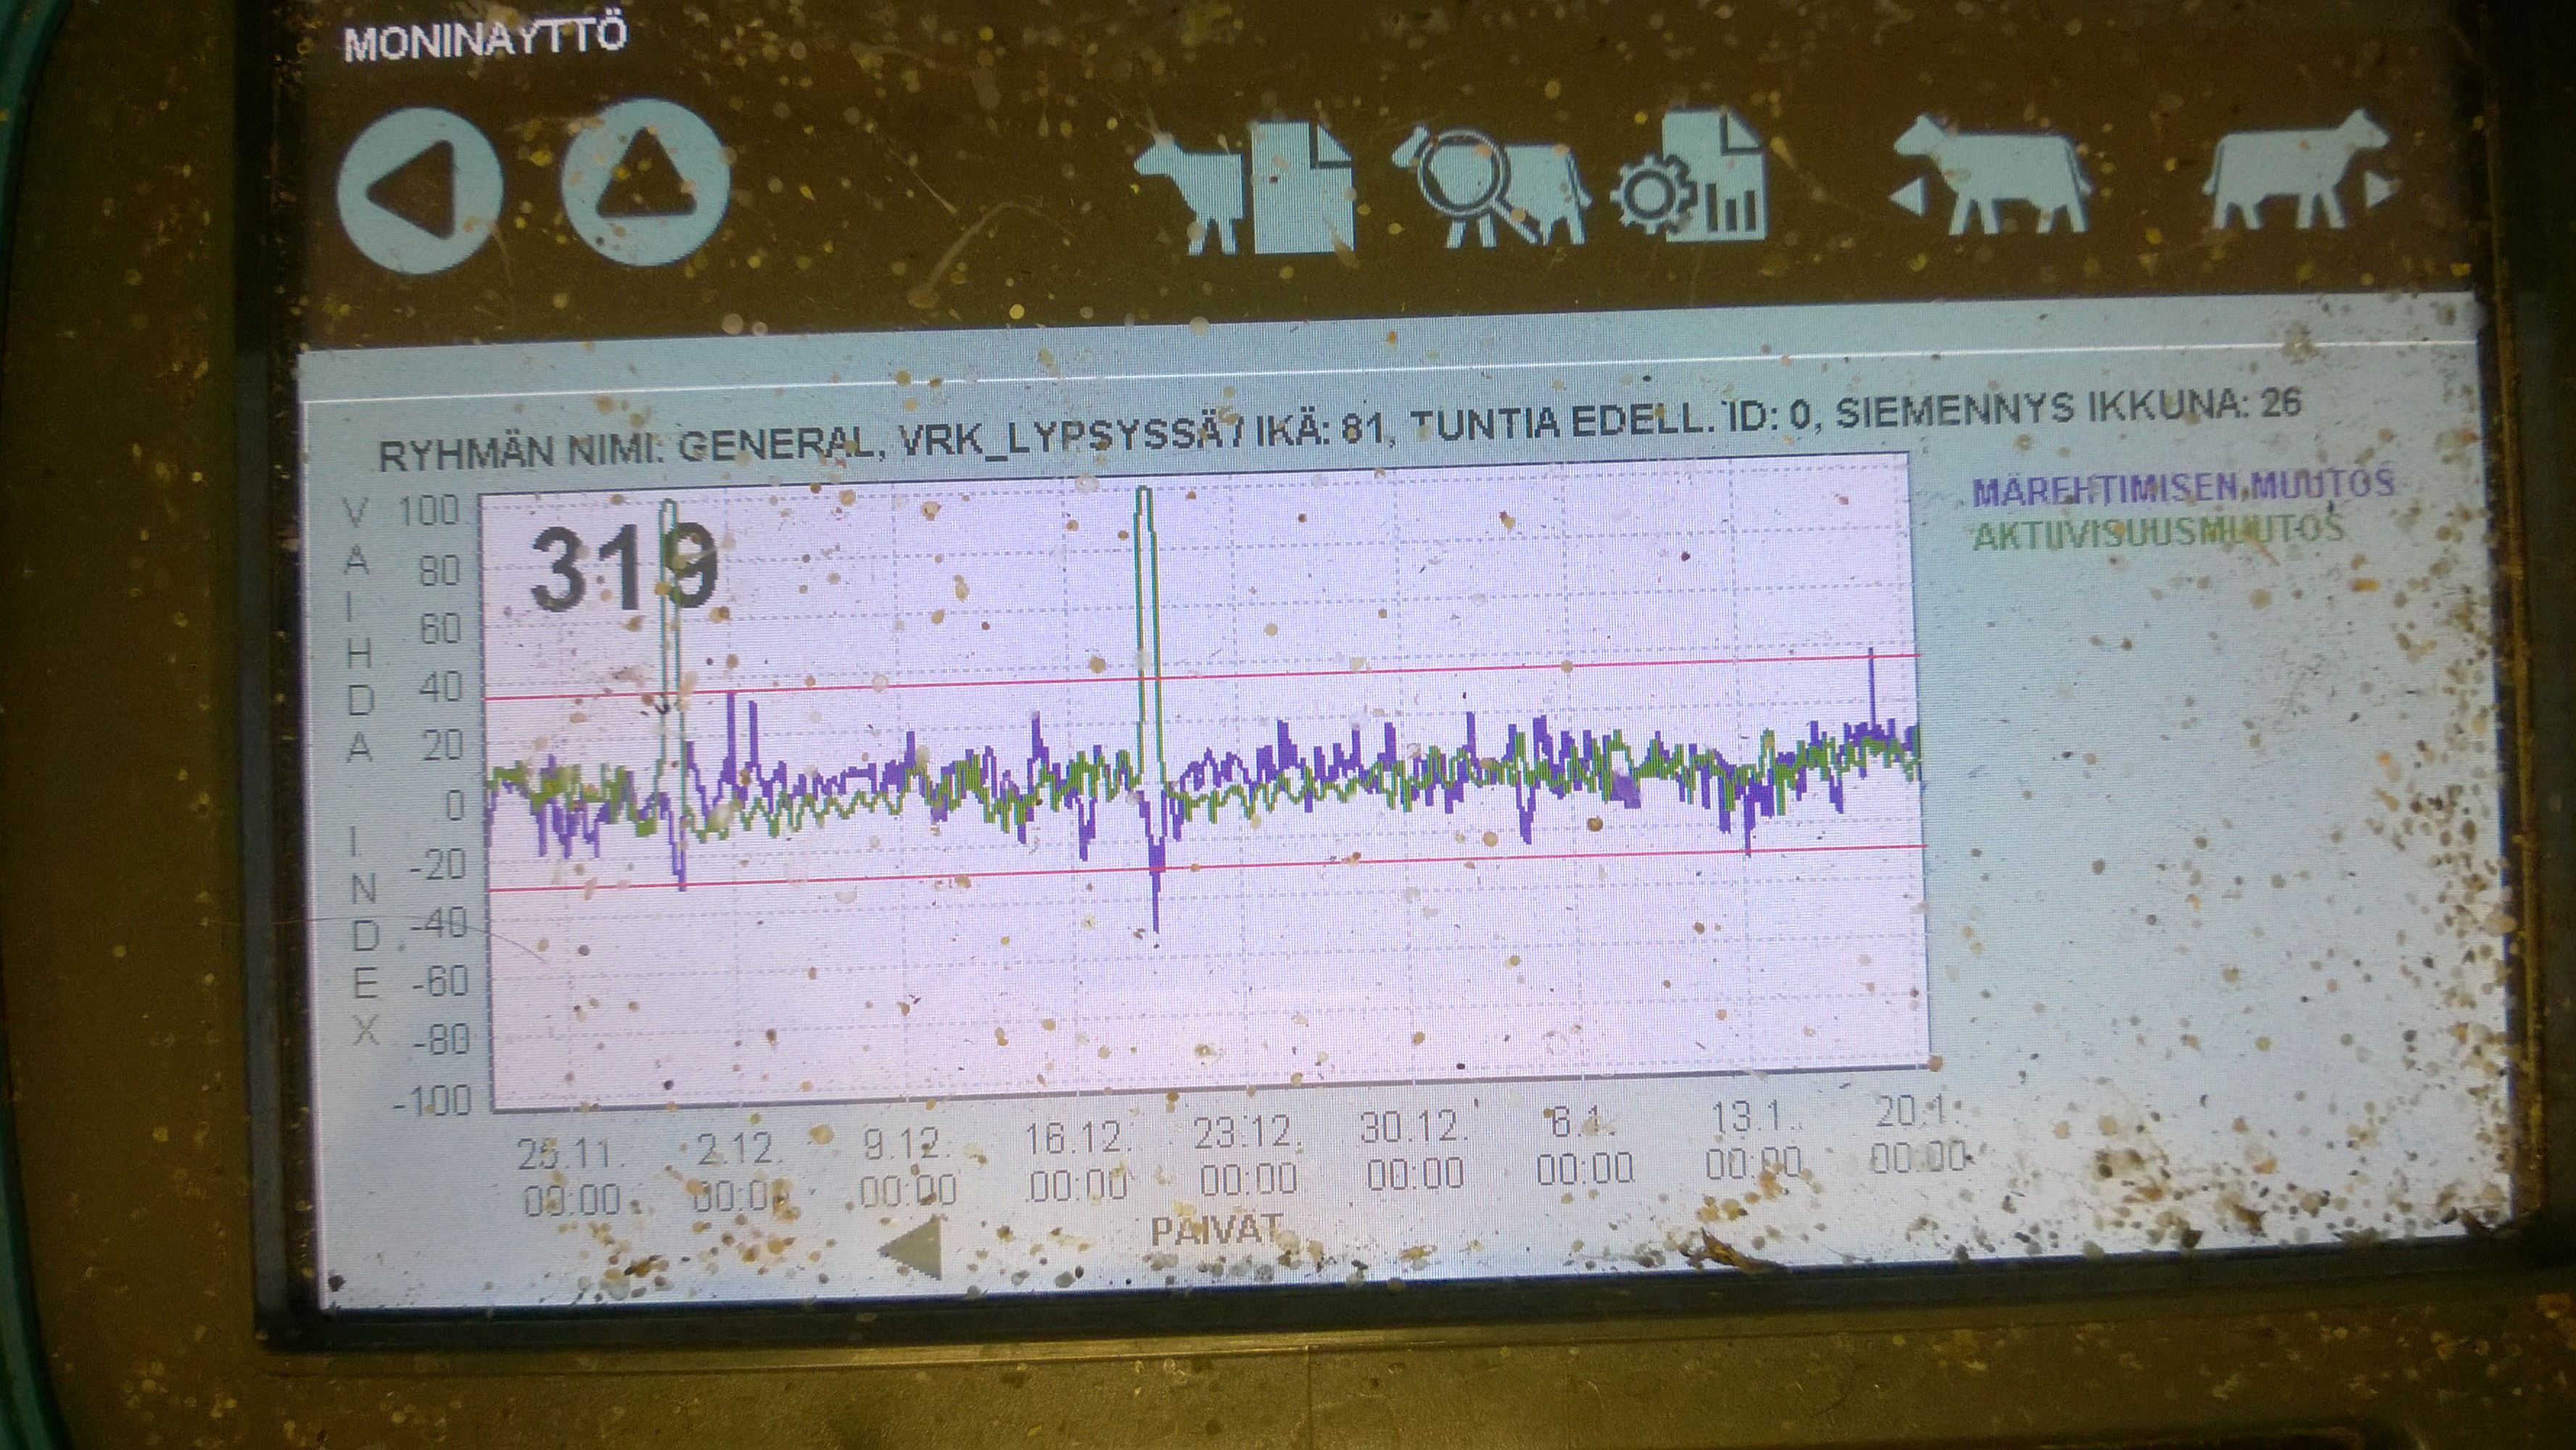 MONINAYTTÖ
RYHMÄN NIMI: GENERAL, VRK_LYPSYSSÄ / IKÄ: 81, TUNTIA EDELL. ID: 0, SIEMENNYS IKKUNA: 26
VAIHDA INDEX
100
80
60
40
20
0
-20
-40
-60
-80
-100
319
MÄREHTIMISEN MUUTOS
AKTIIVISUUSMUUTOS
25.11. 2.12. 9.12. 16.12. 23.12. 30.12. 6.1. 13.1. 20.1.
00:00 00:00 00:00 00:00 00:00 00:00 00:00 00:00 00:00
PAIVAT